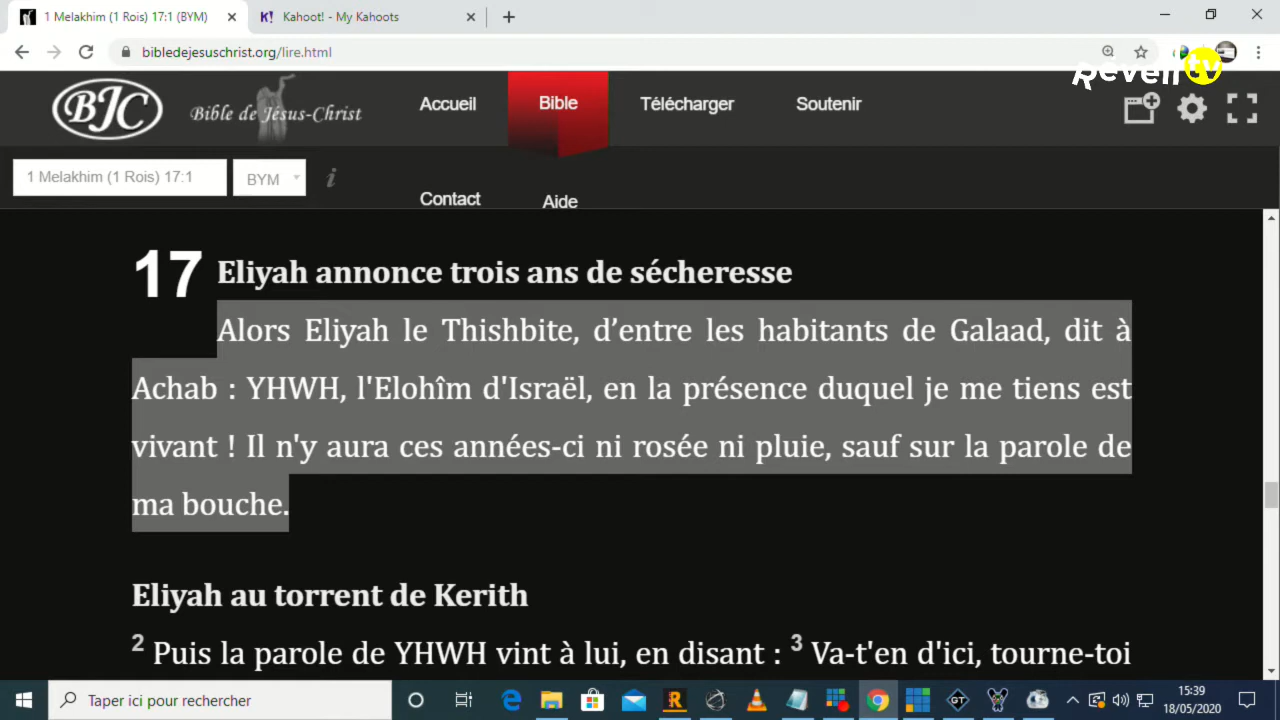 1 Melakhim (1 Rois) 17:1 (BYM)
K! Kahoot! - My Kahoots
bibledejesuschrist.org/lire.html
Réveil tv
BJC
Bible de Jésus-Christ
Accueil
Bible
Télécharger
Soutenir
1 Melakhim (1 Rois) 17:1
BYM
i
Contact
Aide
17 Eliyah annonce trois ans de sécheresse
Alors Eliyah le Thishbite, d’entre les habitants de Galaad, dit à
Achab : YHWH, l'Elohîm d'Israël, en la présence duquel je me tiens est
vivant ! Il n'y aura ces années-ci ni rosée ni pluie, sauf sur la parole de
ma bouche.
Eliyah au torrent de Kerith
2 Puis la parole de YHWH vint à lui, en disant : 3 Va-t'en d'ici, tourne-toi
Taper ici pour rechercher
R
GT
15:39
18/05/2020